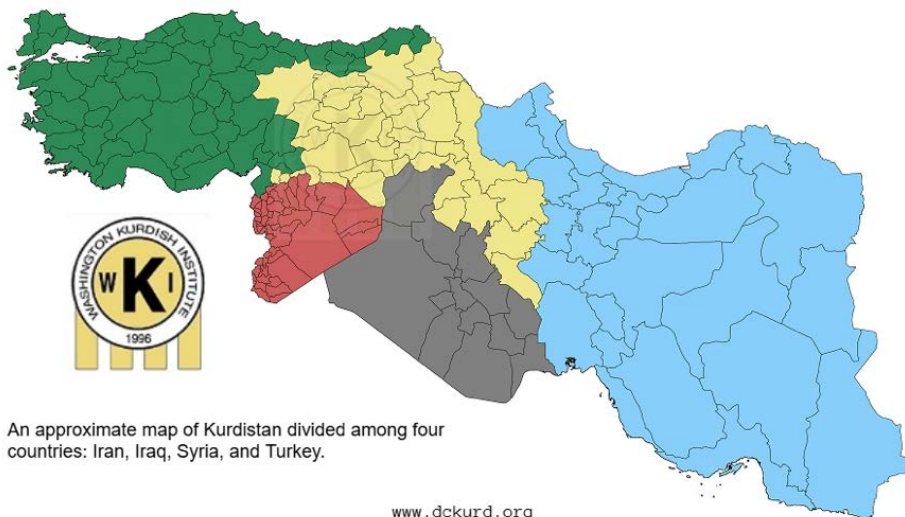 WASHINGTON KURDISH INSTITUTE
W K I
1996
An approximate map of Kurdistan divided among four
countries: Iran, Iraq, Syria, and Turkey.
www.dckurd.org